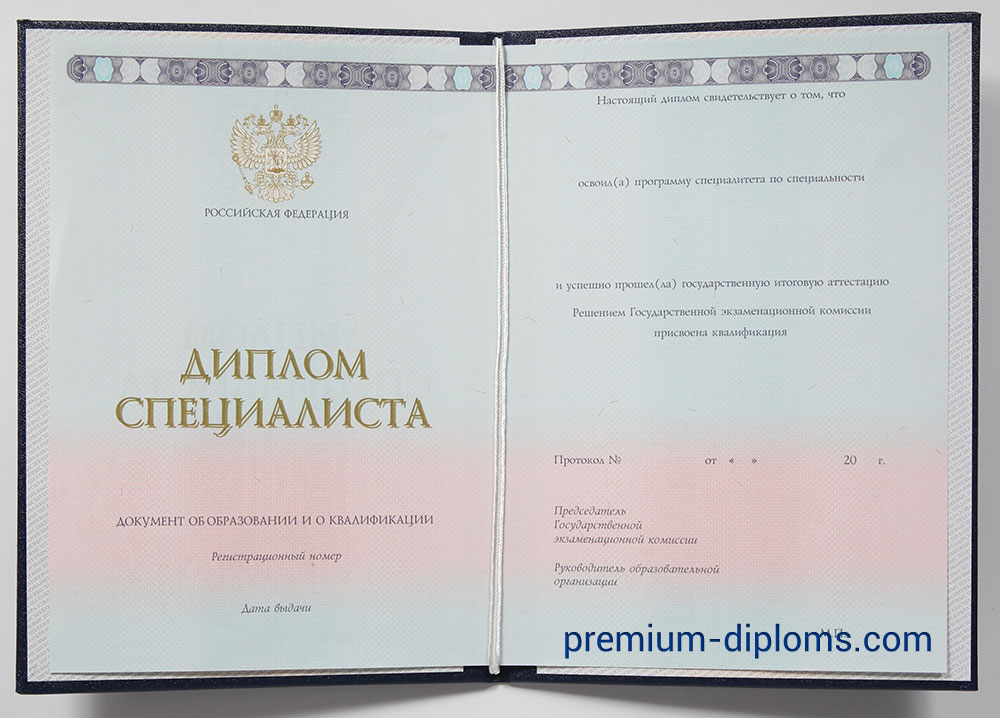 РОССИЙСКАЯ ФЕДЕРАЦИЯ
ДИПЛОМ
СПЕЦИАЛИСТА
ДОКУМЕНТ ОБ ОБРАЗОВАНИИ И О КВАЛИФИКАЦИИ
Регистрационный номер
Дата выдачи
Настоящий диплом свидетельствует о том, что
освоил(а) программу специалитета по специальности
и успешно прошел(ла) государственную итоговую аттестацию
Решением Государственной экзаменационной комиссии
присвоена квалификация
Протокол № от « » 20 г.
Председатель
Государственной
экзаменационной комиссии
Руководитель образовательной
организации
М.П.
premium-diploms.com